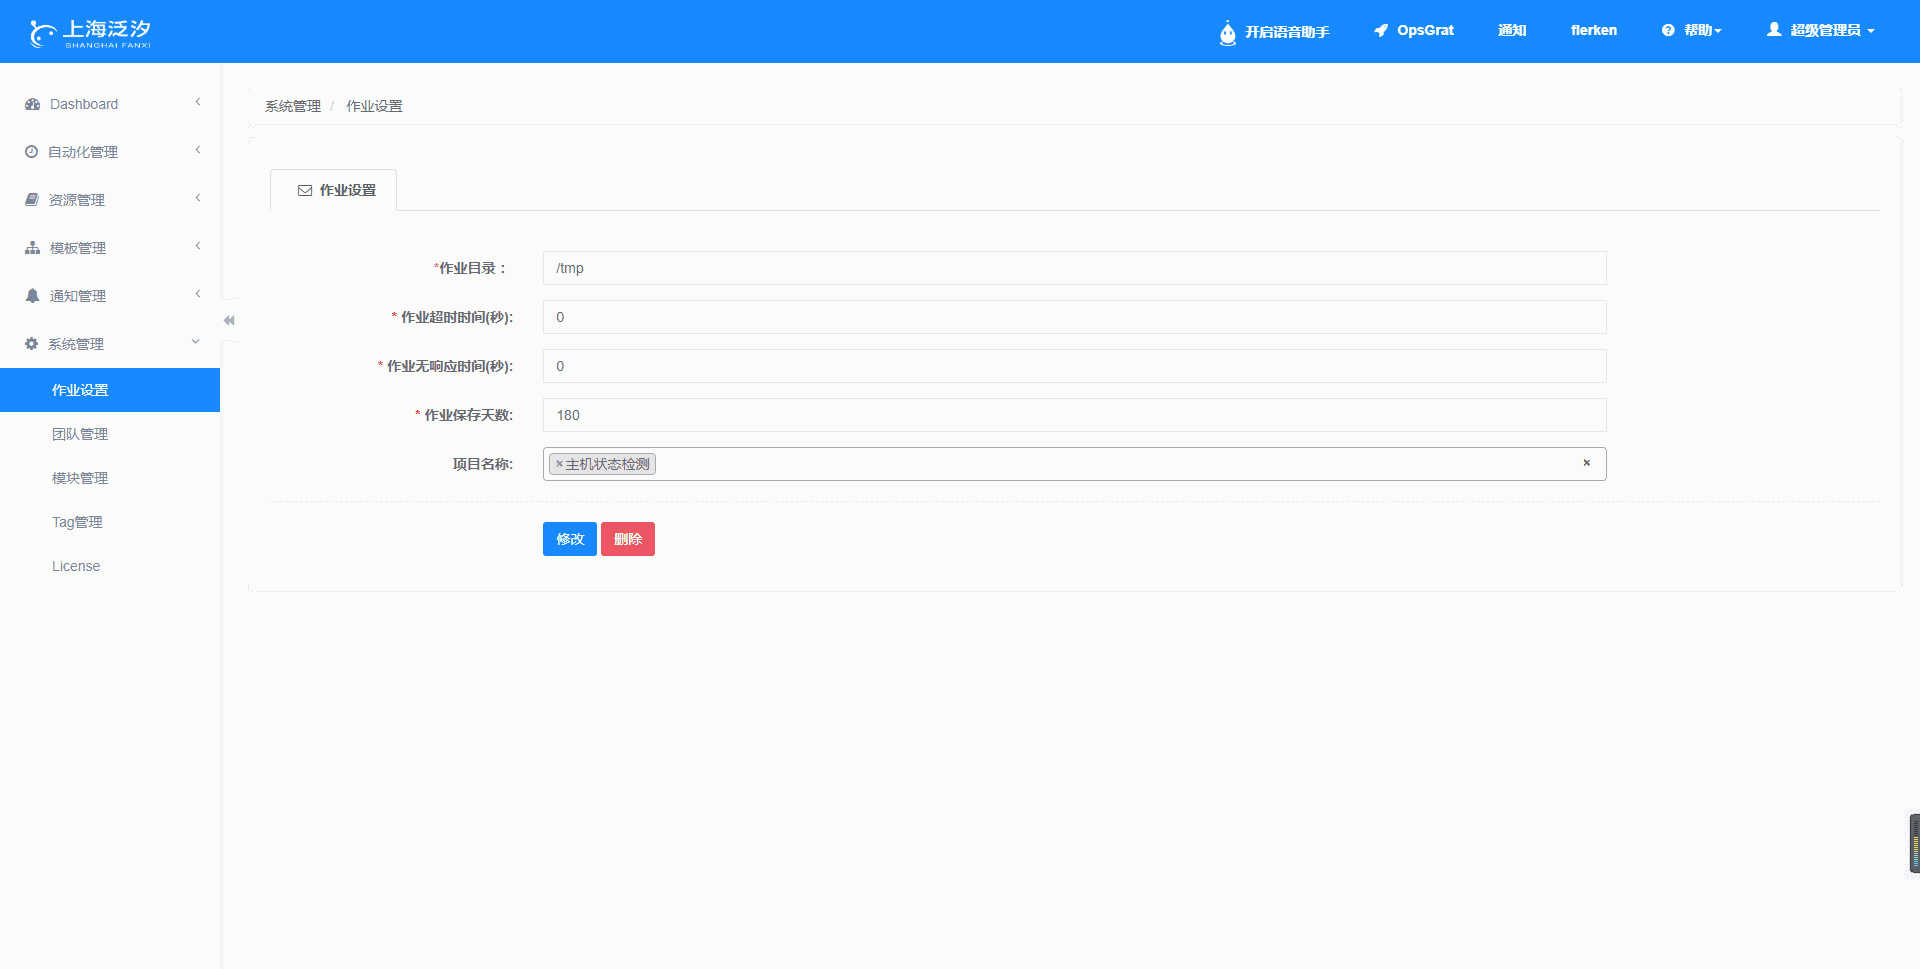 上海泛汐
SHANGHAI FANXI
开启语音助手
OpsGrat
通知
flerken
帮助
超级管理员
Dashboard
自动化管理
资源管理
模板管理
通知管理
系统管理
作业设置
团队管理
模块管理
Tag管理
License
系统管理 / 作业设置
作业设置
*作业目录： /tmp
* 作业超时时间(秒): 0
* 作业无响应时间(秒): 0
* 作业保存天数: 180
项目名称: ×主机状态检测 ×
修改 删除